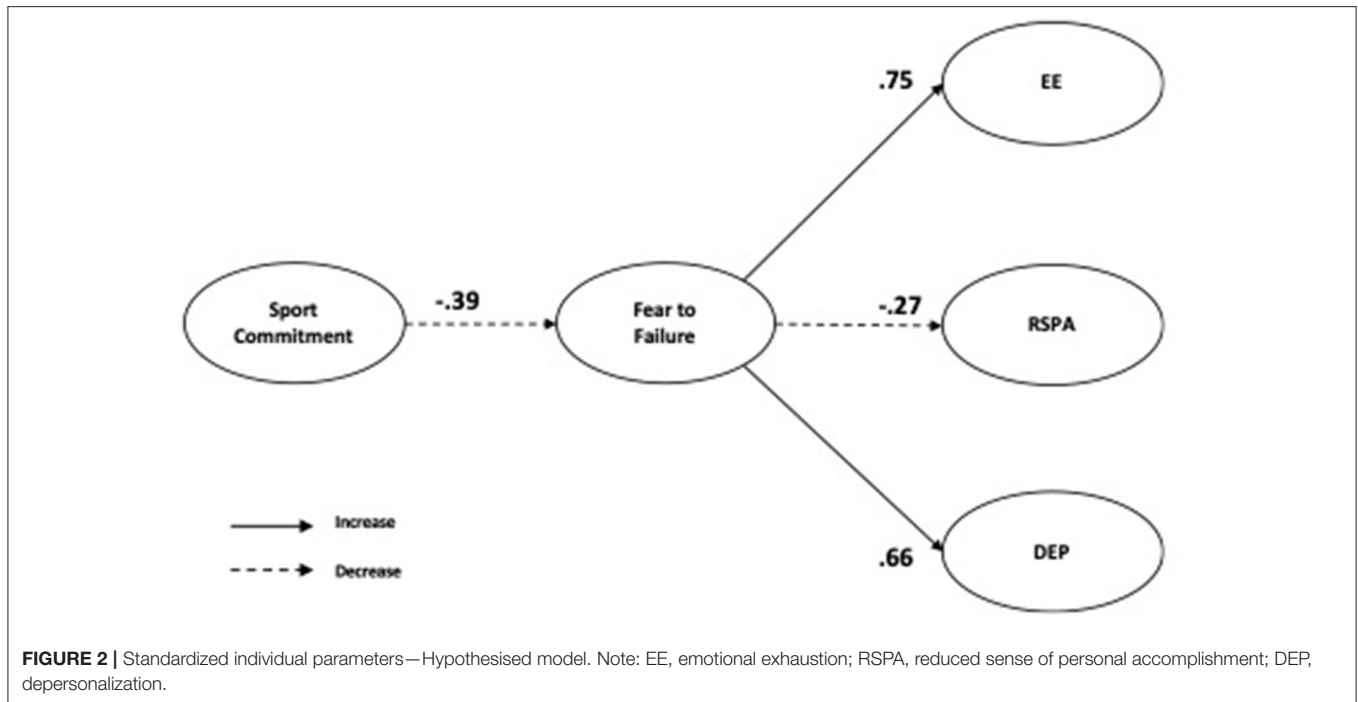 .75
EE
-.39
Sport
Commitment
Fear to
Failure
-.27
RSPA
.66
DEP
Increase
Decrease
FIGURE 2 | Standardized individual parameters—Hypothesised model. Note: EE, emotional exhaustion; RSPA, reduced sense of personal accomplishment; DEP,
depersonalization.